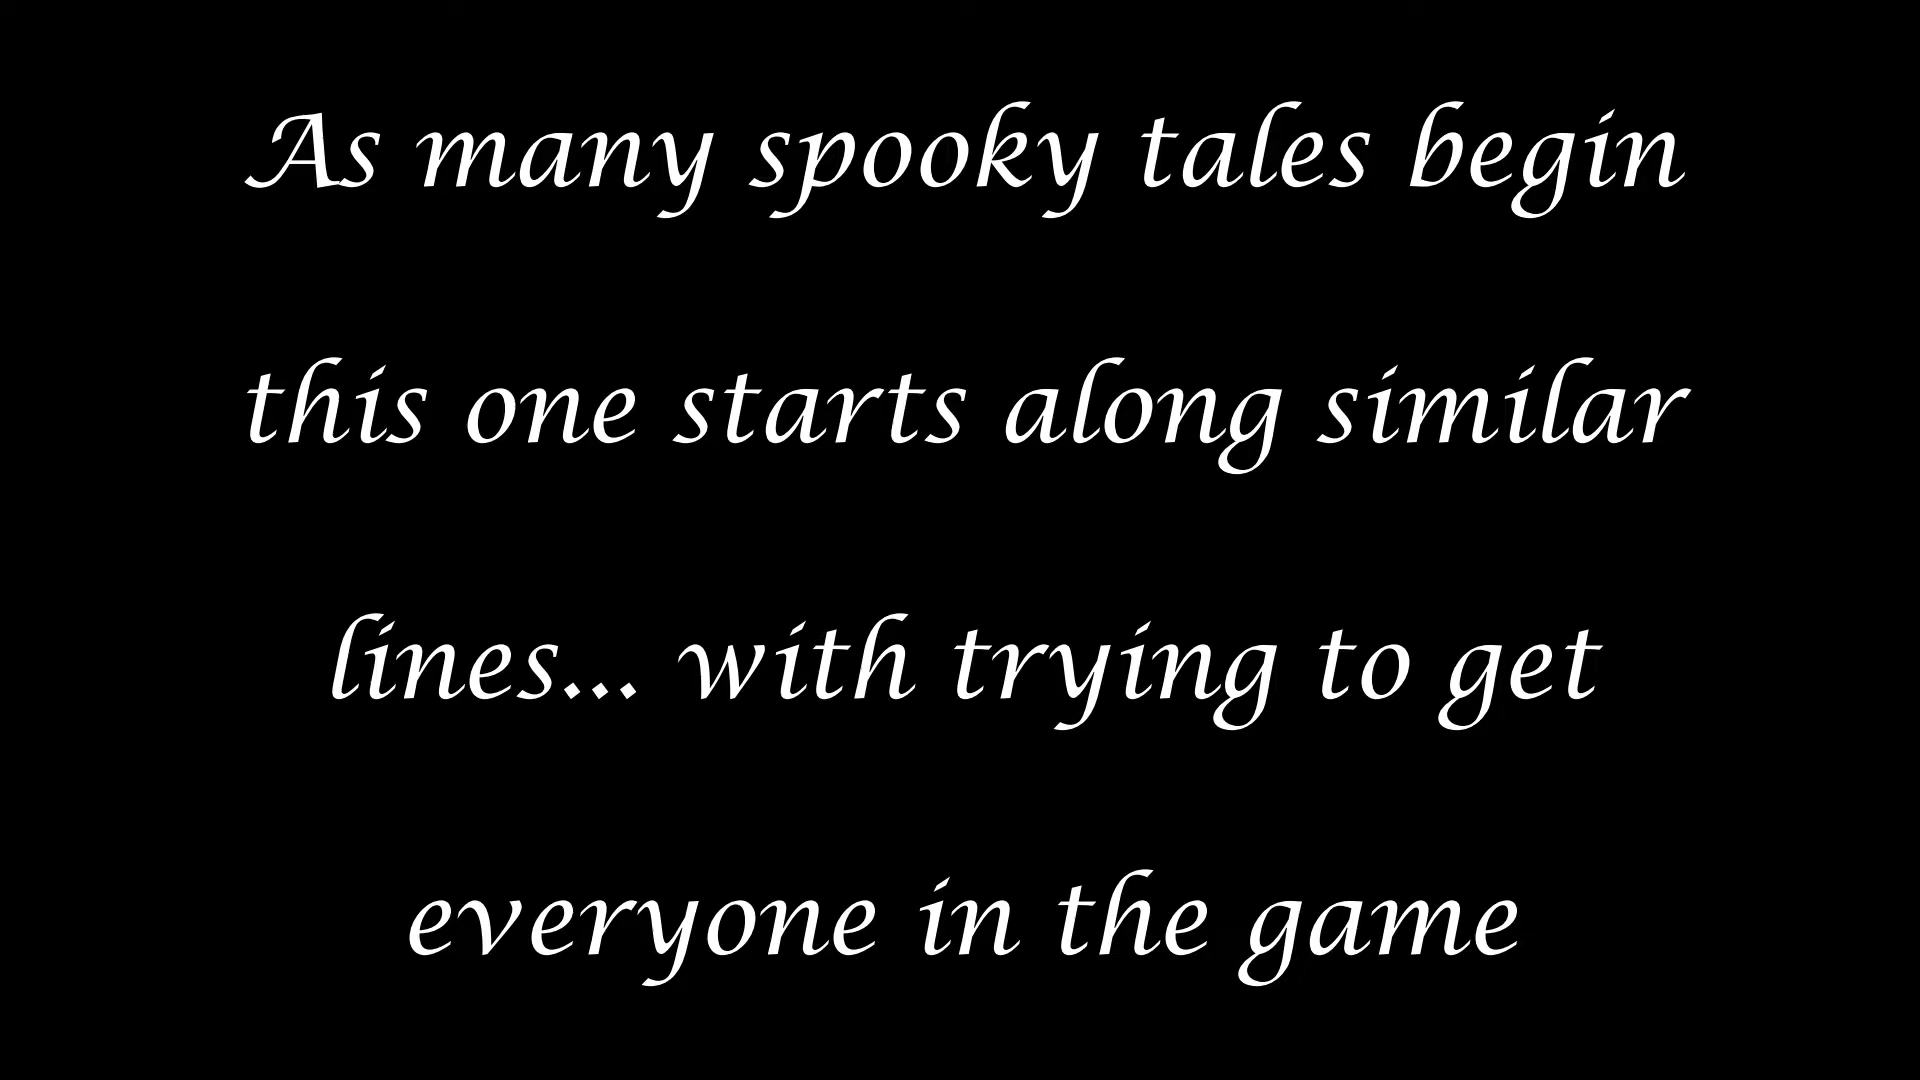 As many spooky tales begin
this one starts along similar
lines... with trying to get
everyone in the game